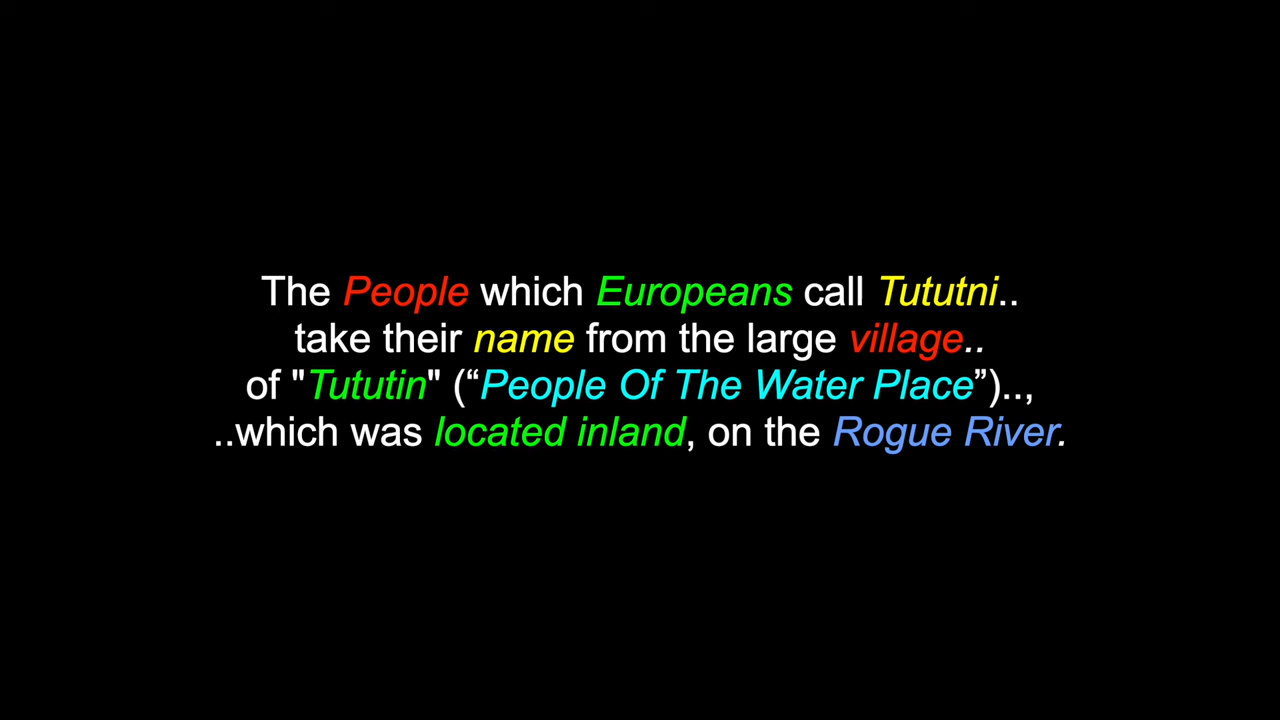 The People which Europeans call Tututni..
take their name from the large village..
of "Tututin" (“People Of The Water Place”)..,
..which was located inland, on the Rogue River.